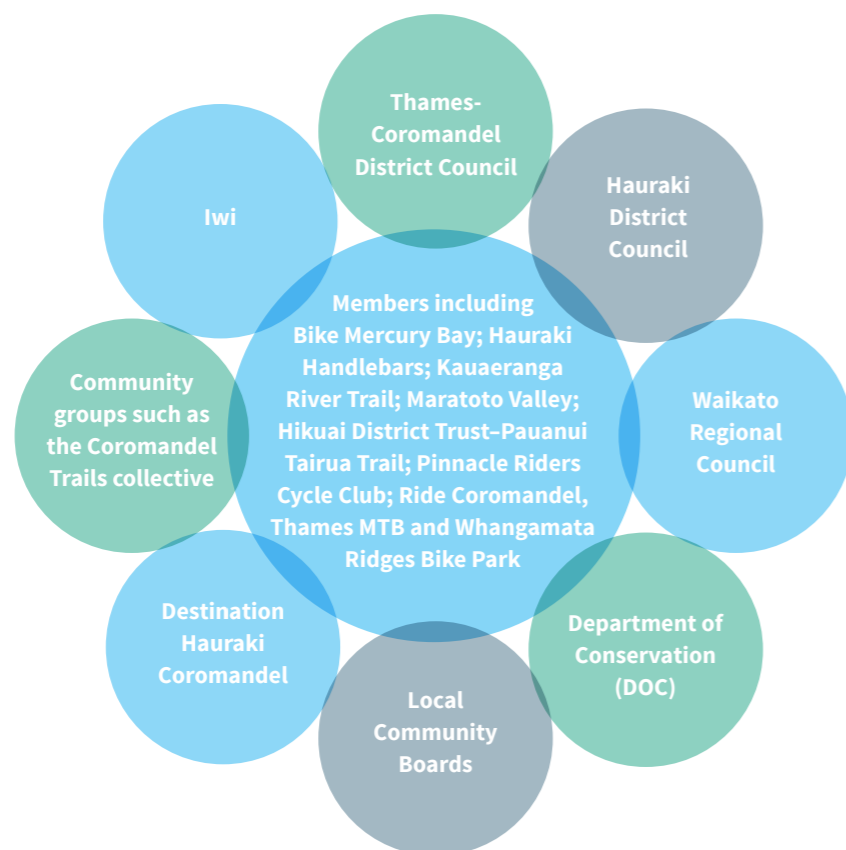 Thames-
Coromandel
District Council
Hauraki
District
Council
Iwi
Members including
Bike Mercury Bay; Hauraki
Handlebars; Kauaeranga
River Trail; Maratoto Valley;
Hikuai District Trust–Pauanui
Tairua Trail; Pinnacle Riders
Cycle Club; Ride Coromandel,
Thames MTB and Whangamata
Ridges Bike Park
Waikato
Regional
Council
Community
groups such as
the Coromandel
Trails collective
Department of
Conservation
(DOC)
Destination
Hauraki
Coromandel
Local
Community
Boards